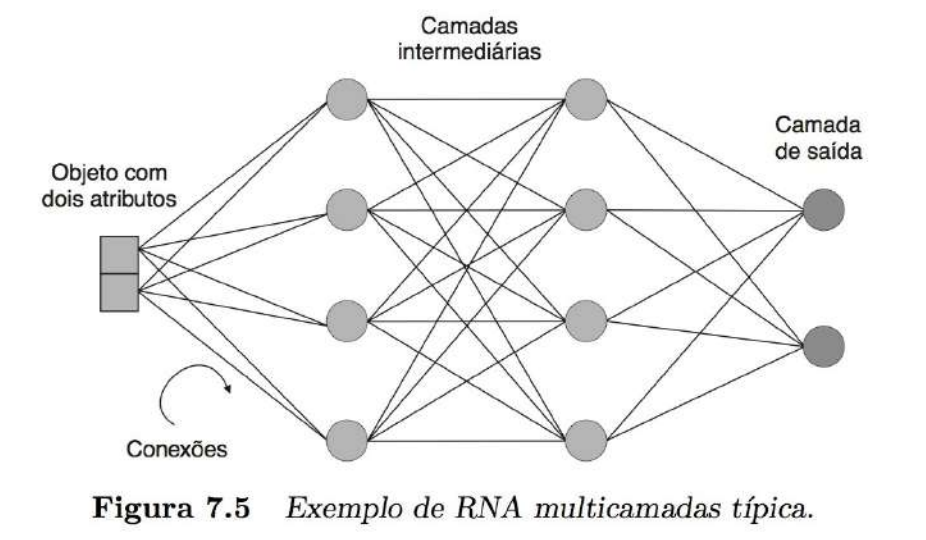 Camadas
intermediárias
Camada
de saída
Objeto com
dois atributos
Conexões
Figura 7.5 Exemplo de RNA multicamadas típica.